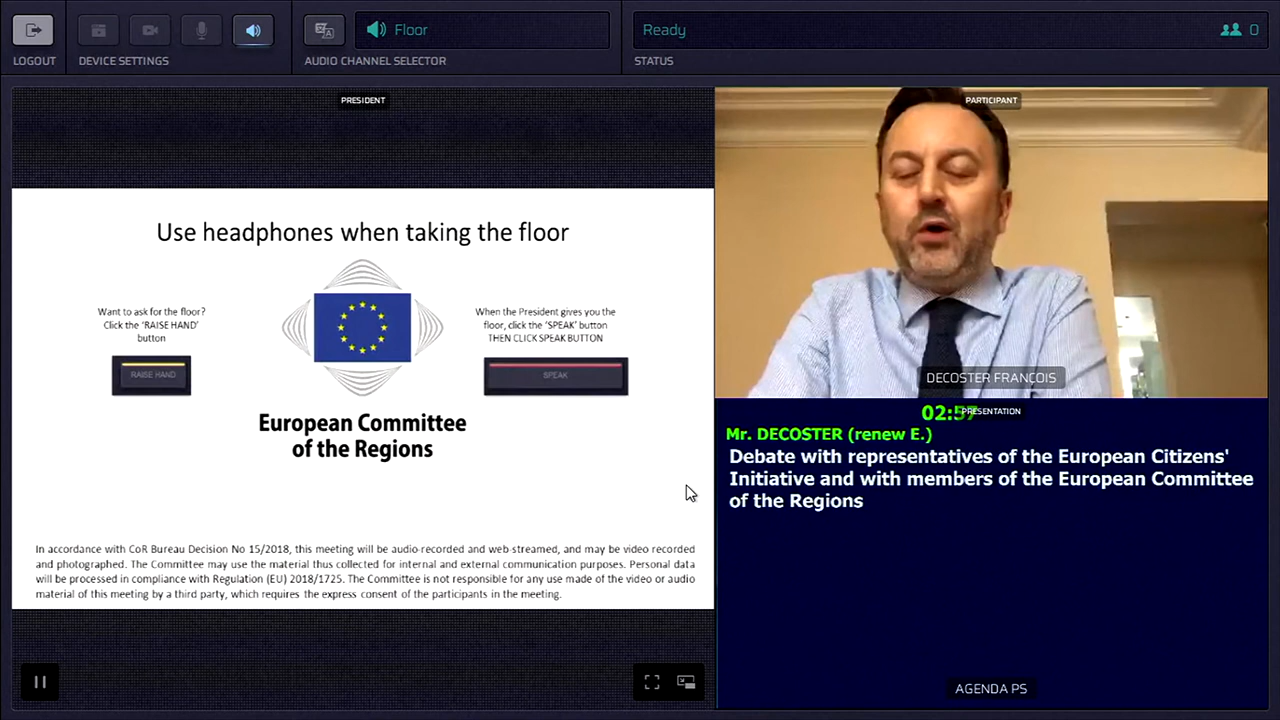 Floor
Ready
0
LOGOUT
DEVICE SETTINGS
AUDIO CHANNEL SELECTOR
STATUS
PRESIDENT
Use headphones when taking the floor
Want to ask for the floor?
Click the 'RAISE HAND'
button
RAISE HAND
When the President gives you the
floor, click the 'SPEAK' button
THEN CLICK SPEAK BUTTON
SPEAK
European Committee
of the Regions
In accordance with CoR Bureau Decision No 15/2018, this meeting will be audio-recorded and web-streamed, and may be video recorded
and photographed. The Committee may use the material thus collected for internal and external communication purposes. Personal data
will be processed in compliance with Regulation (EU) 2018/1725. The Committee is not responsible for any use made of the video or audio
material of this meeting by a third party, which requires the express consent of the participants in the meeting.
PARTICIPANT
DECOSTER FRANÇOIS
02:57
PRESENTATION
Mr. DECOSTER (renew E.)
Debate with representatives of the European Citizens'
Initiative and with members of the European Committee
of the Regions
AGENDA PS